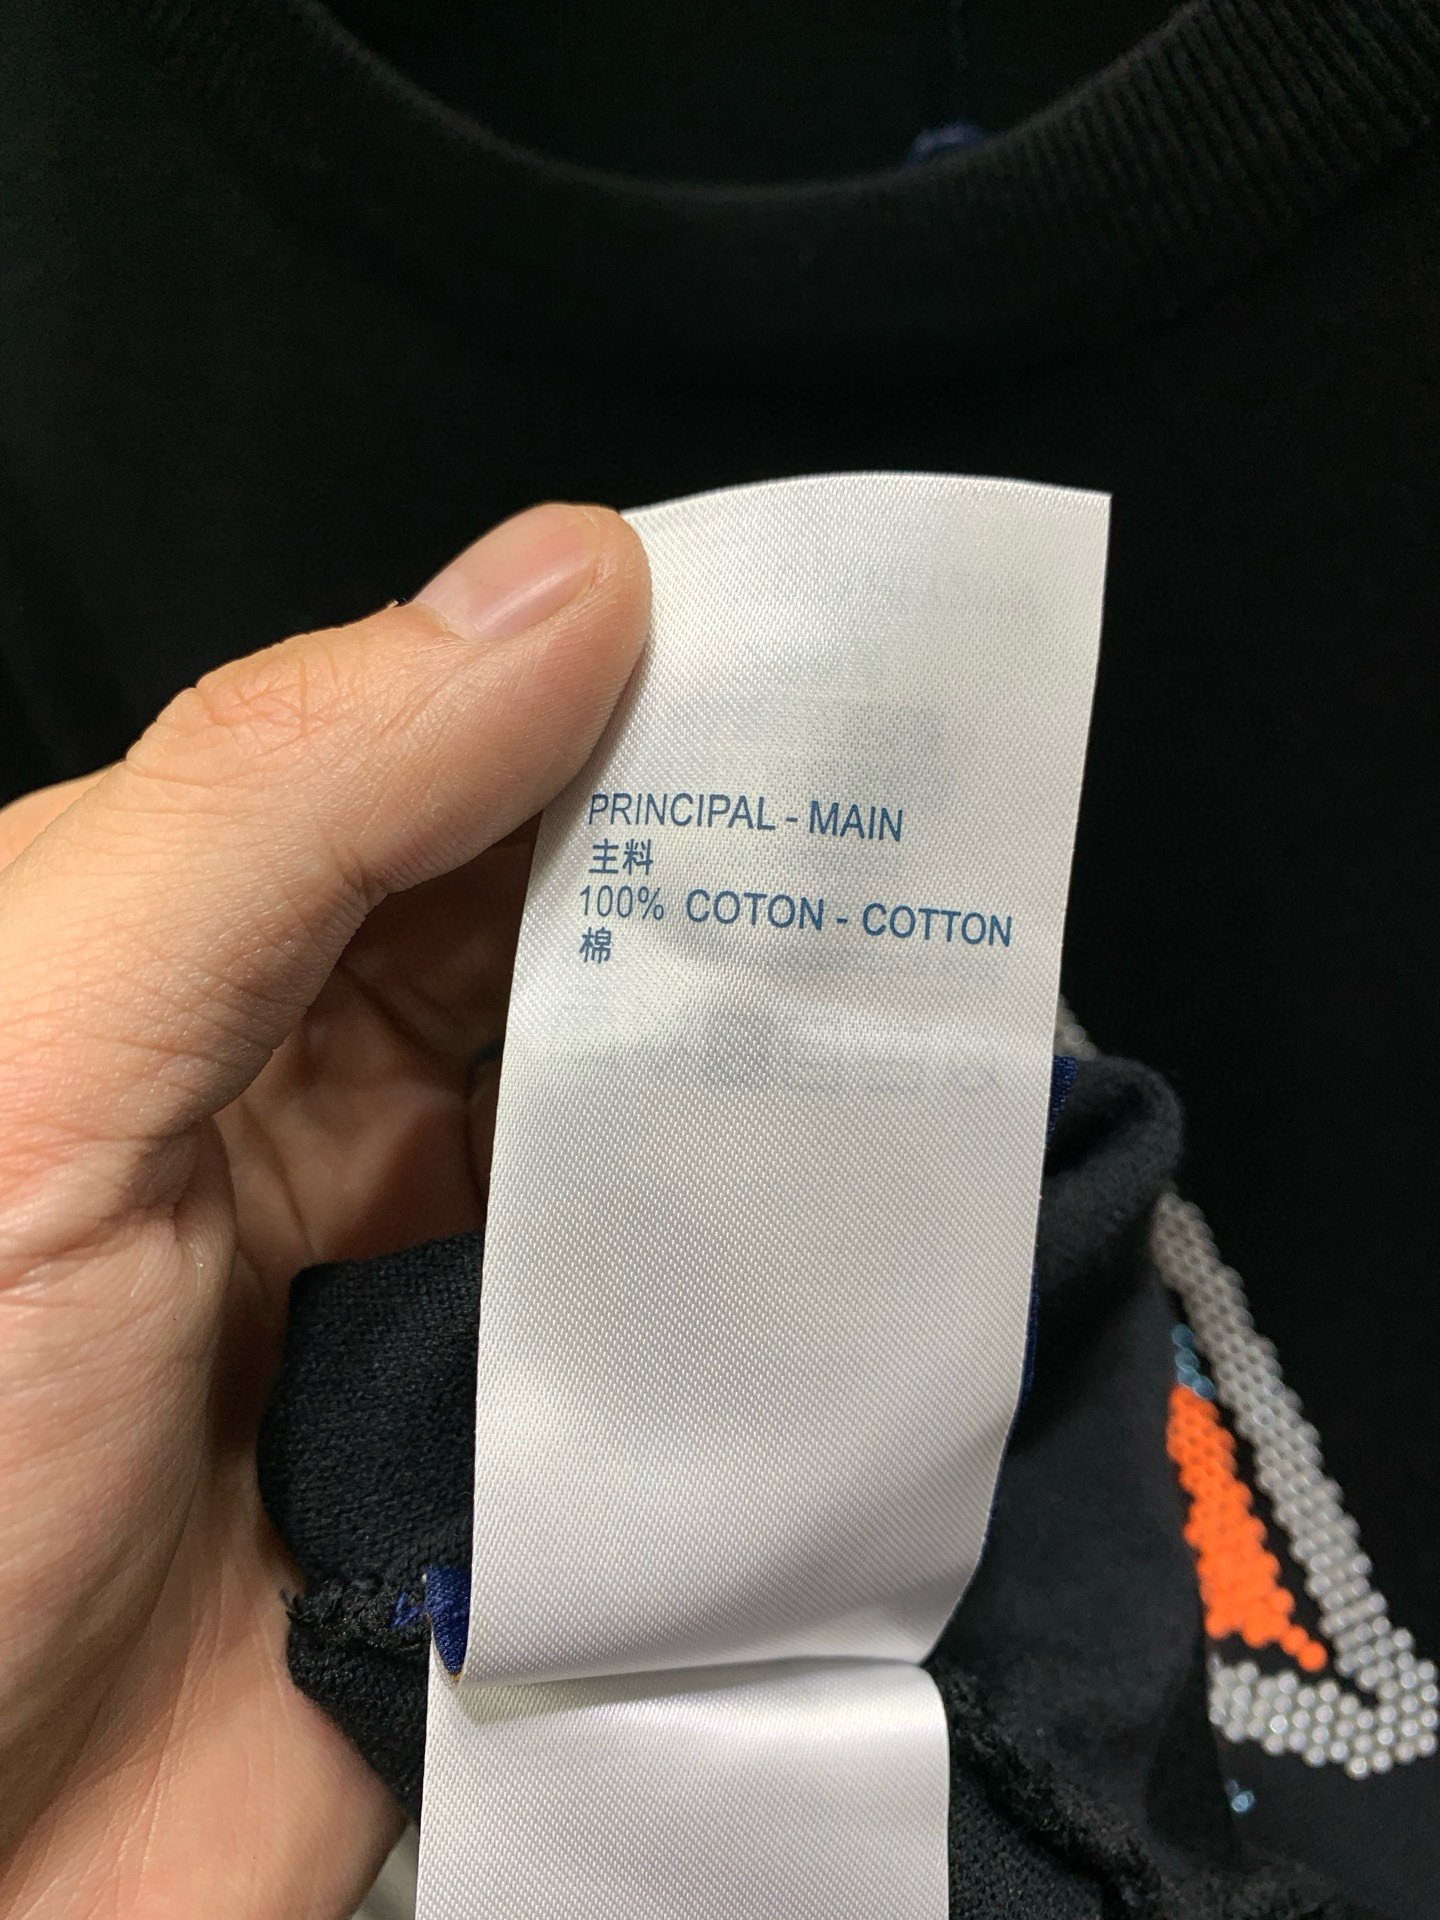 PRINCIPAL - MAIN
主料
100% COTON - COTTON
棉